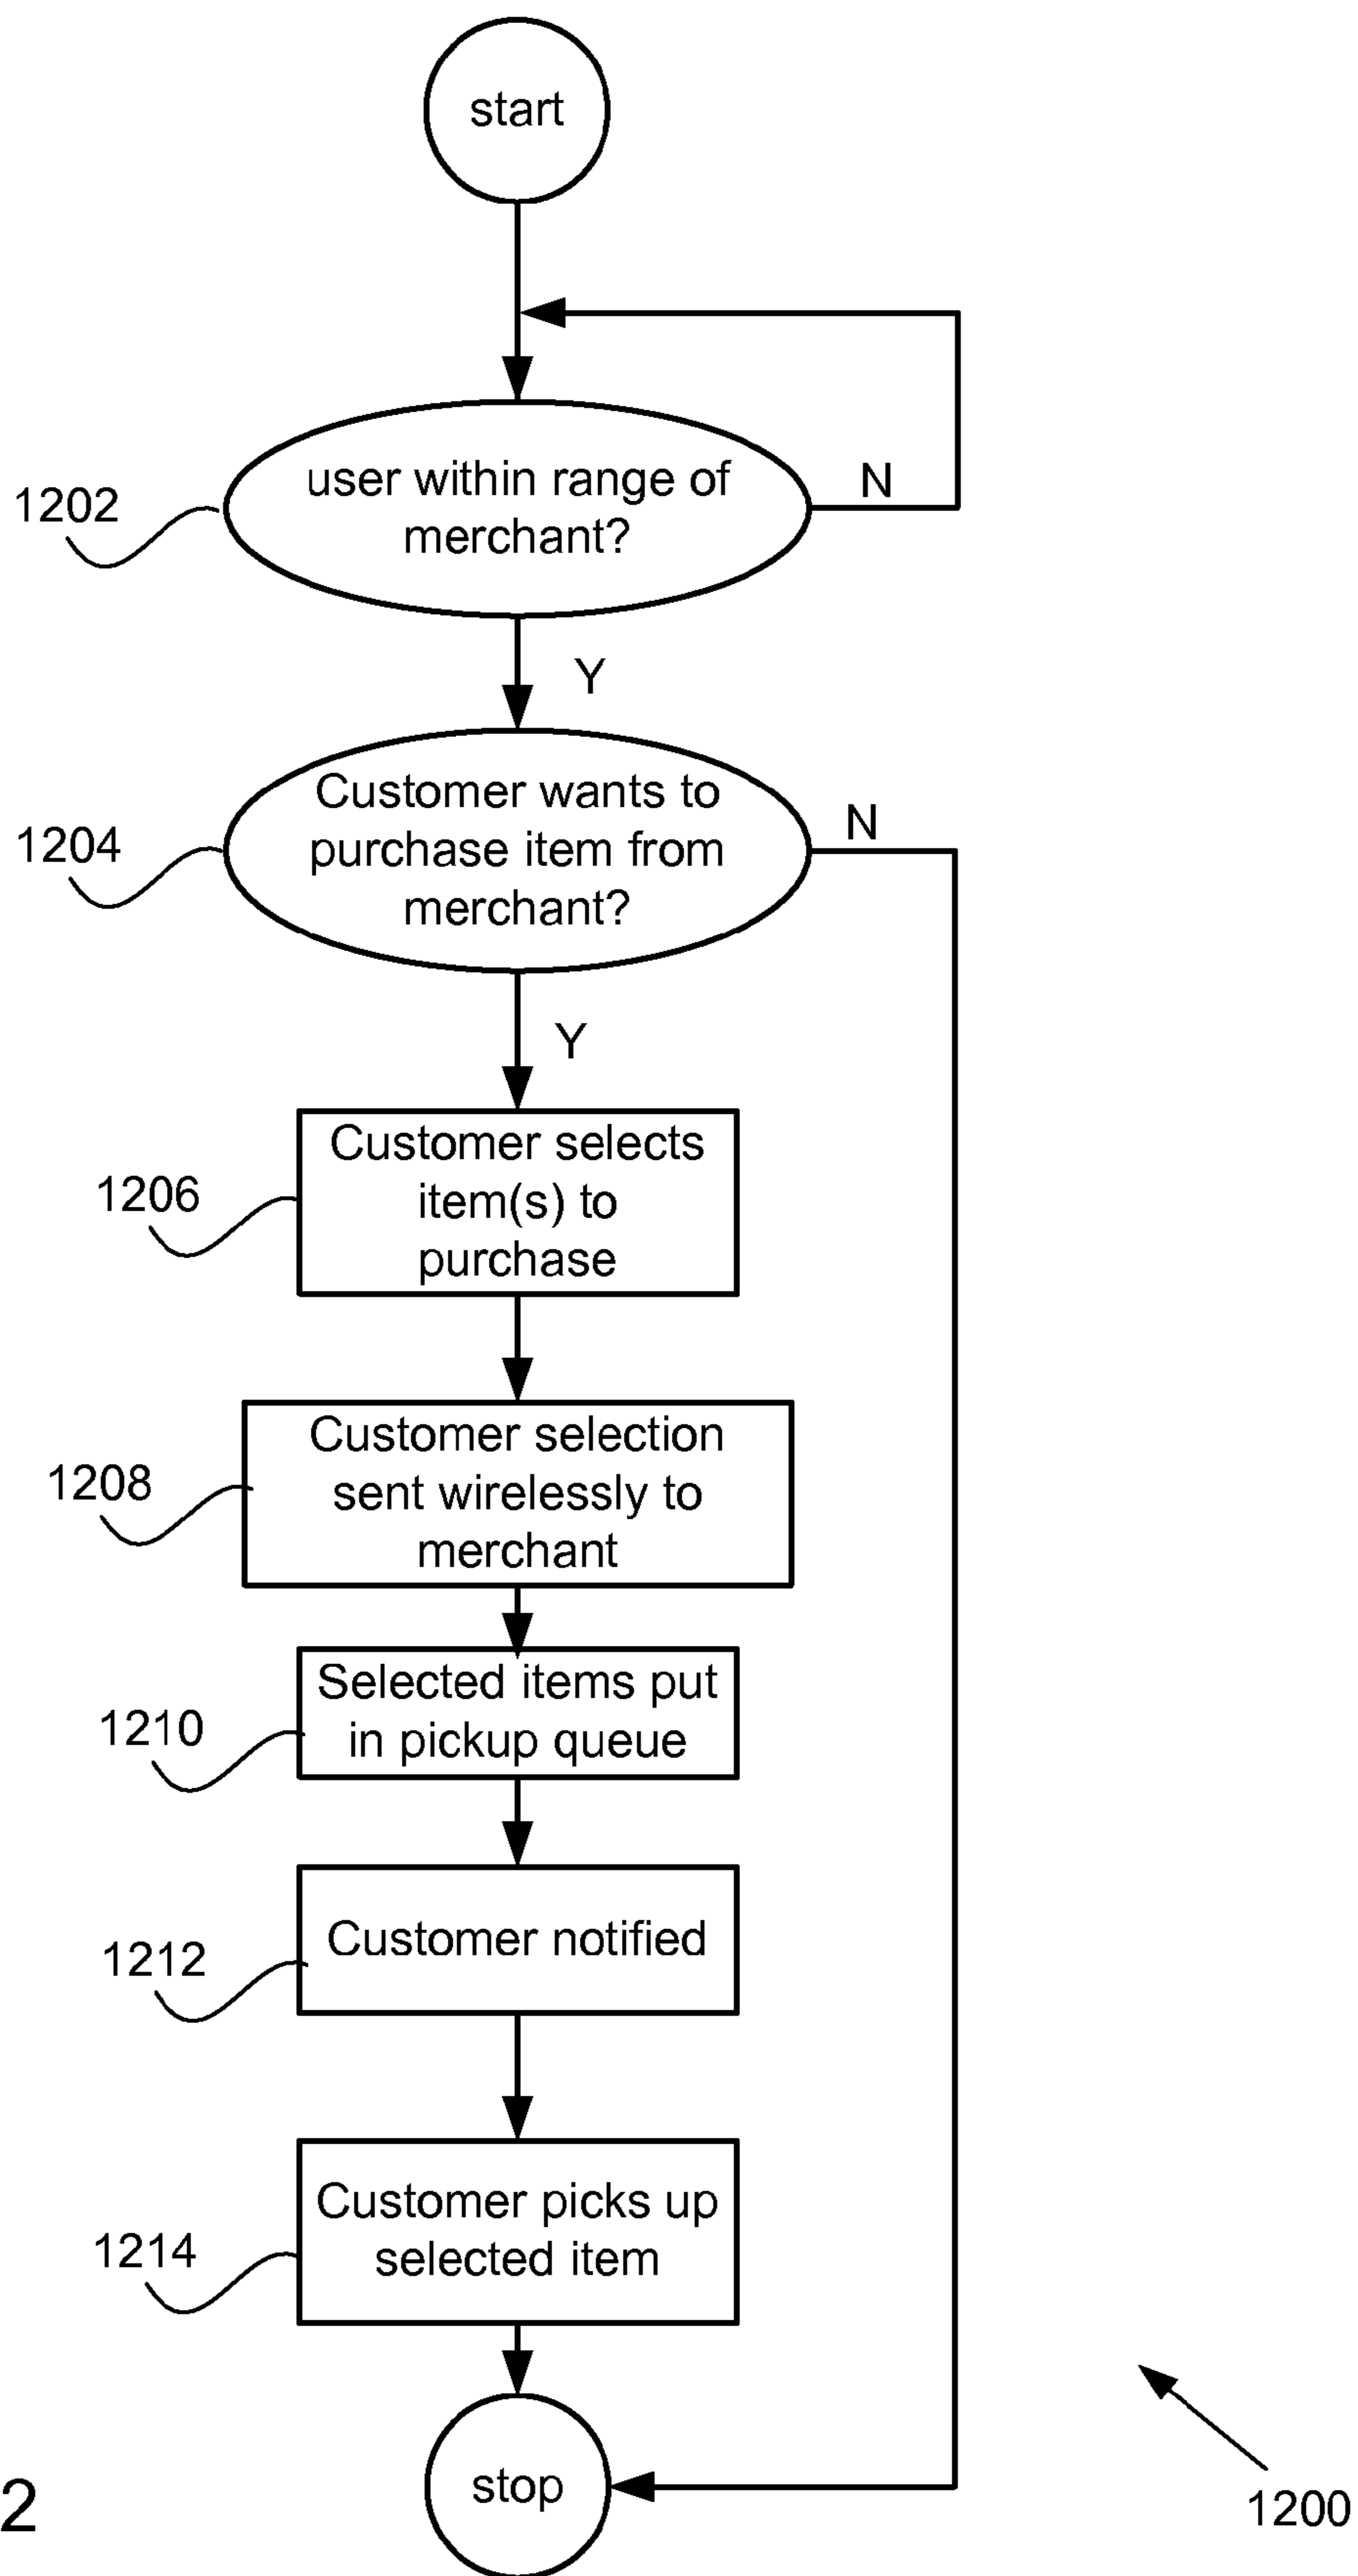 start
user within range of
merchant?
N
1202
Y
Customer wants to
purchase item from
merchant?
N
1204
Y
Customer selects
item(s) to
purchase
1206
Customer selection
sent wirelessly to
merchant
1208
Selected items put
in pickup queue
1210
Customer notified
1212
Customer picks up
selected item
1214
stop
2
1200